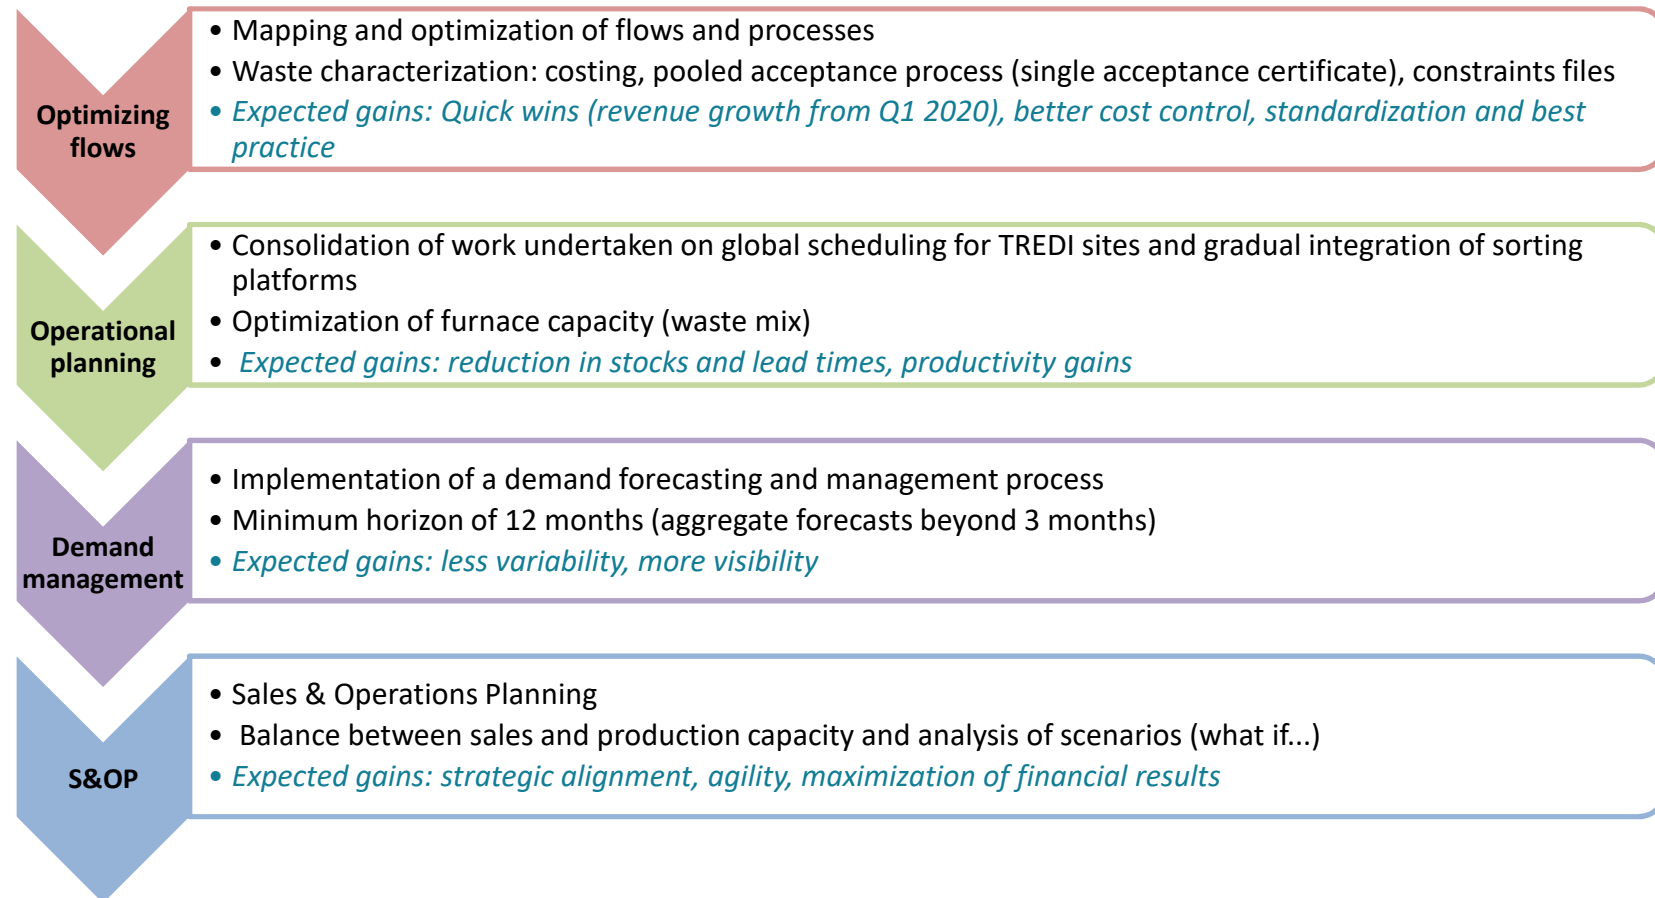 Optimizing
flows
• Mapping and optimization of flows and processes
• Waste characterization: costing, pooled acceptance process (single acceptance certificate), constraints files
• Expected gains: Quick wins (revenue growth from Q1 2020), better cost control, standardization and best
practice
Operational
planning
• Consolidation of work undertaken on global scheduling for TREDI sites and gradual integration of sorting
platforms
• Optimization of furnace capacity (waste mix)
• Expected gains: reduction in stocks and lead times, productivity gains
Demand
management
• Implementation of a demand forecasting and management process
• Minimum horizon of 12 months (aggregate forecasts beyond 3 months)
• Expected gains: less variability, more visibility
S&OP
• Sales & Operations Planning
• Balance between sales and production capacity and analysis of scenarios (what if...)
• Expected gains: strategic alignment, agility, maximization of financial results